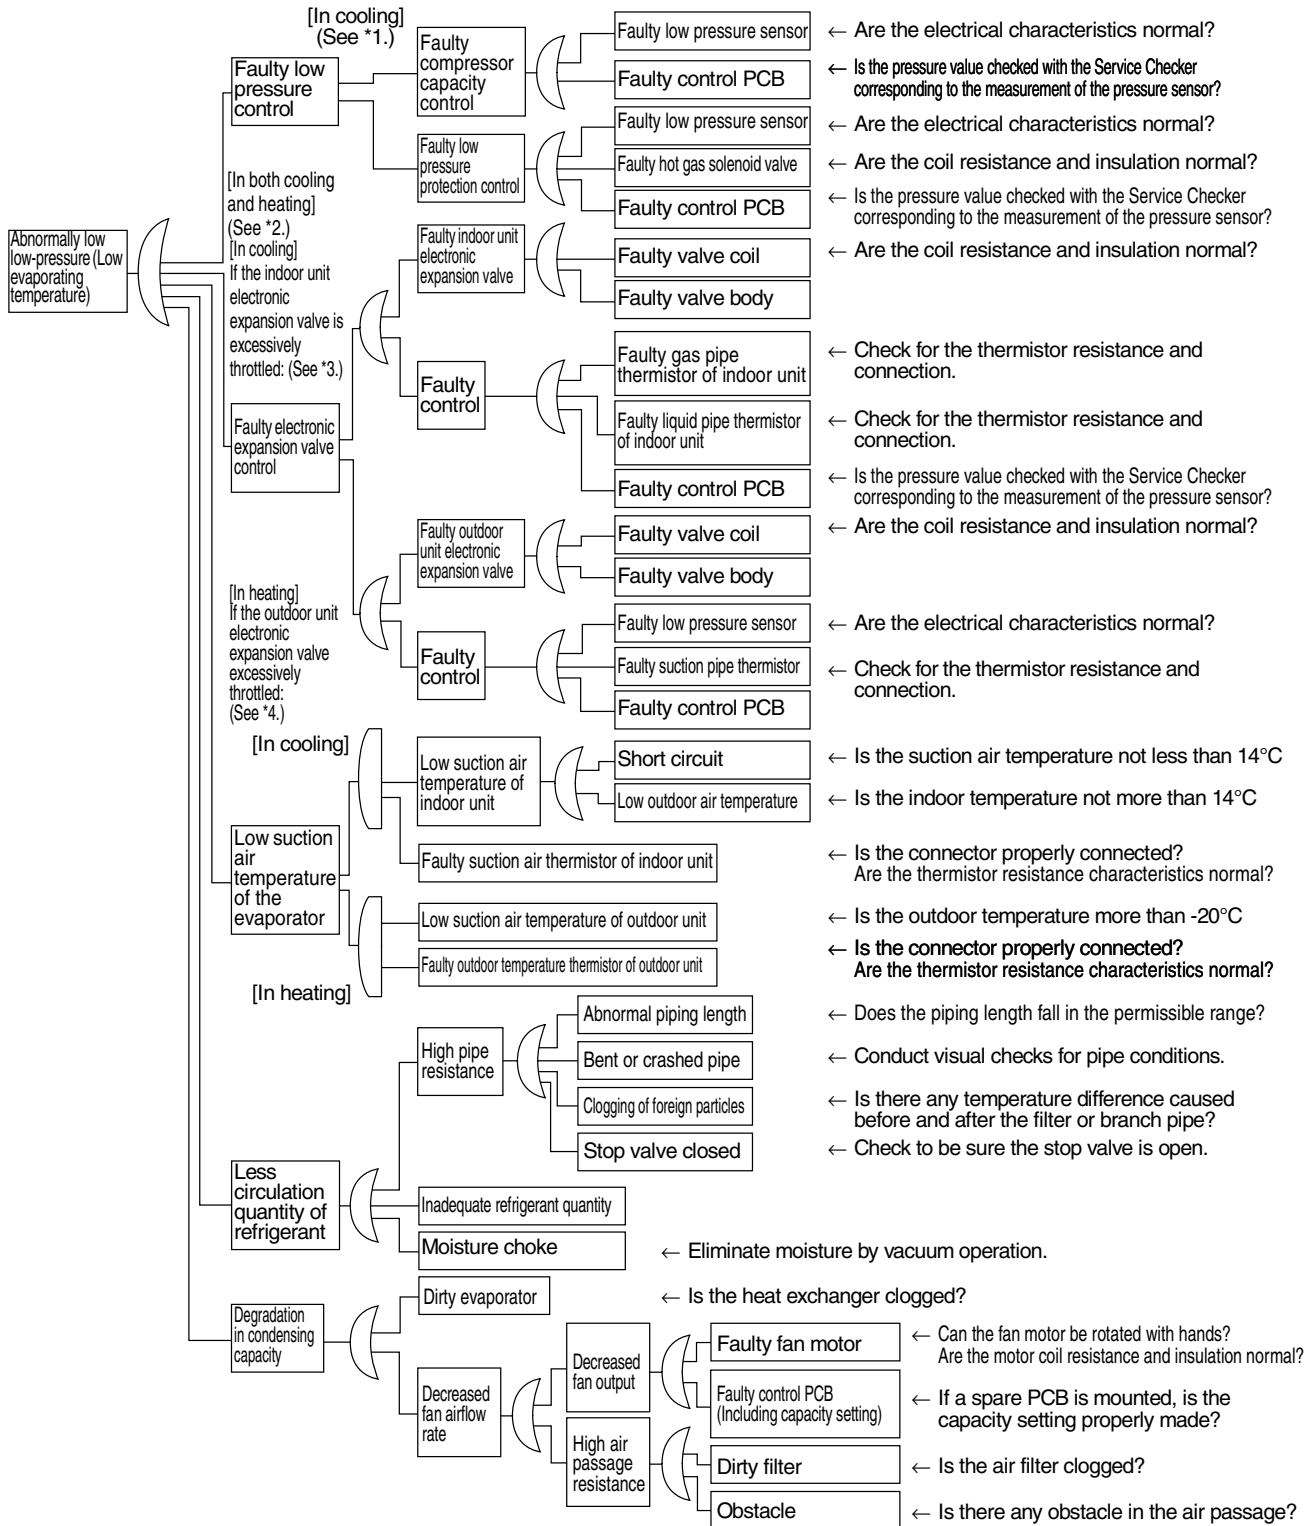 [In cooling]
(See *1.)
Faulty low
pressure
control
Faulty
compressor
capacity
control
Faulty low pressure sensor
← Are the electrical characteristics normal?
Faulty control PCB
← Is the pressure value checked with the Service Checker
corresponding to the measurement of the pressure sensor?
Faulty low
pressure
protection control
Faulty low pressure sensor
← Are the electrical characteristics normal?
Faulty hot gas solenoid valve
← Are the coil resistance and insulation normal?
Faulty control PCB
← Is the pressure value checked with the Service Checker
corresponding to the measurement of the pressure sensor?
Abnormally low
low-pressure (Low
evaporating
temperature)
[In both cooling
and heating]
(See *2.)
[In cooling]
If the indoor unit
electronic
expansion valve is
excessively
throttled: (See *3.)
Faulty electronic
expansion valve
control
Faulty indoor unit
electronic
expansion valve
Faulty valve coil
← Are the coil resistance and insulation normal?
Faulty valve body
Faulty
control
Faulty gas pipe
thermistor of indoor unit
← Check for the thermistor resistance and
connection.
Faulty liquid pipe thermistor
of indoor unit
← Check for the thermistor resistance and
connection.
Faulty control PCB
← Is the pressure value checked with the Service Checker
corresponding to the measurement of the pressure sensor?
[In heating]
If the outdoor unit
electronic
expansion valve
excessively
throttled:
(See *4.)
Faulty outdoor
unit electronic
expansion valve
Faulty valve coil
← Are the coil resistance and insulation normal?
Faulty valve body
Faulty
control
Faulty low pressure sensor
← Are the electrical characteristics normal?
Faulty suction pipe thermistor
← Check for the thermistor resistance and
connection.
Faulty control PCB
[In cooling]
Low suction
air
temperature
of the
evaporator
Low suction air
temperature of
indoor unit
Short circuit
← Is the suction air temperature not less than 14°C
Low outdoor air temperature
← Is the indoor temperature not more than 14°C
Faulty suction air thermistor of indoor unit
← Is the connector properly connected?
Are the thermistor resistance characteristics normal?
[In heating]
Low suction air temperature of outdoor unit
← Is the outdoor temperature more than -20°C
Faulty outdoor temperature thermistor of outdoor unit
← Is the connector properly connected?
Are the thermistor resistance characteristics normal?
Less
circulation
quantity of
refrigerant
High pipe
resistance
Abnormal piping length
← Does the piping length fall in the permissible range?
Bent or crashed pipe
← Conduct visual checks for pipe conditions.
Clogging of foreign particles
← Is there any temperature difference caused
before and after the filter or branch pipe?
Stop valve closed
← Check to be sure the stop valve is open.
Inadequate refrigerant quantity
Moisture choke
← Eliminate moisture by vacuum operation.
Degradation
in condensing
capacity
Dirty evaporator
← Is the heat exchanger clogged?
Decreased
fan airflow
rate
Decreased
fan output
Faulty fan motor
← Can the fan motor be rotated with hands?
Are the motor coil resistance and insulation normal?
Faulty control PCB
(Including capacity setting)
← If a spare PCB is mounted, is the
capacity setting properly made?
High air
passage
resistance
Dirty filter
← Is the air filter clogged?
Obstacle
← Is there any obstacle in the air passage?